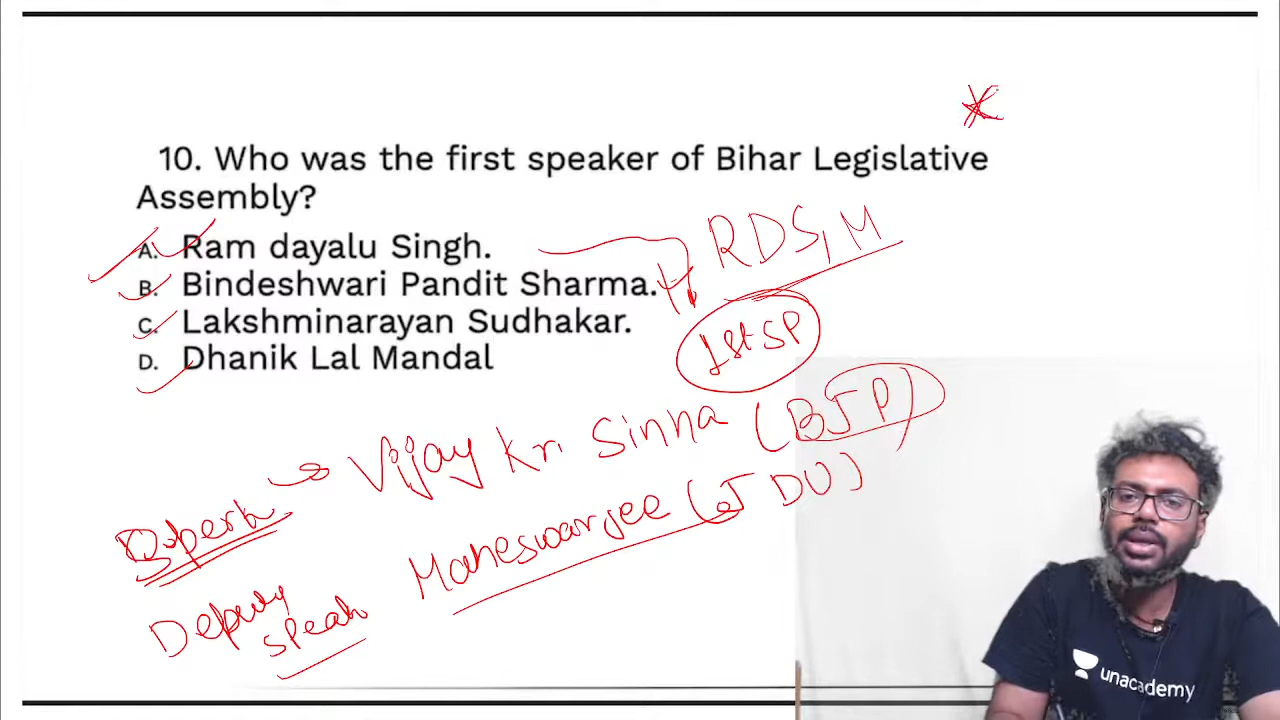 10. Who was the first speaker of Bihar Legislative
Assembly?
A. Ram dayalu Singh.
B. Bindeshwari Pandit Sharma.
C. Lakshminarayan Sudhakar.
D. Dhanik Lal Mandal
RDS, M
1st SP
Vijay Kr. Sinha (BJP)
Maheswarjee (JDU)
Deputy
speak
unacademy